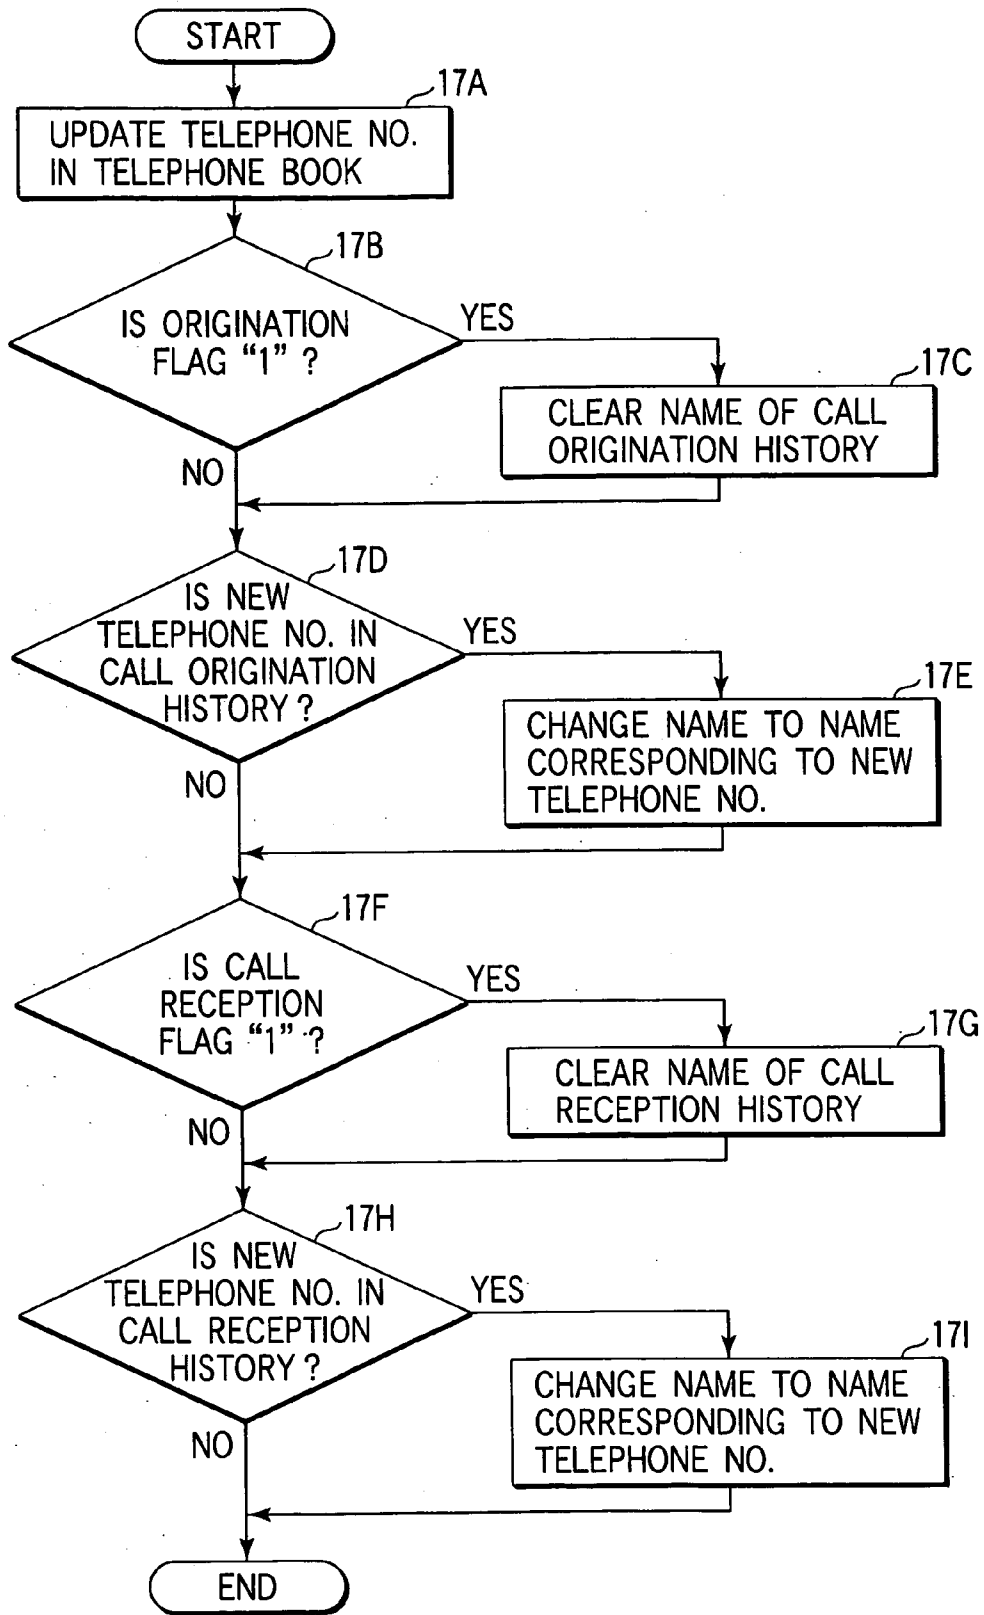 START
17A
UPDATE TELEPHONE NO.
IN TELEPHONE BOOK
17B
IS ORIGINATION
FLAG “1” ?
YES
17C
CLEAR NAME OF CALL
ORIGINATION HISTORY
NO
17D
IS NEW
TELEPHONE NO. IN
CALL ORIGINATION
HISTORY ?
YES
17E
CHANGE NAME TO NAME
CORRESPONDING TO NEW
TELEPHONE NO.
NO
17F
IS CALL
RECEPTION
FLAG “1” ?
YES
17G
CLEAR NAME OF CALL
RECEPTION HISTORY
NO
17H
IS NEW
TELEPHONE NO. IN
CALL RECEPTION
HISTORY ?
YES
17I
CHANGE NAME TO NAME
CORRESPONDING TO NEW
TELEPHONE NO.
NO
END